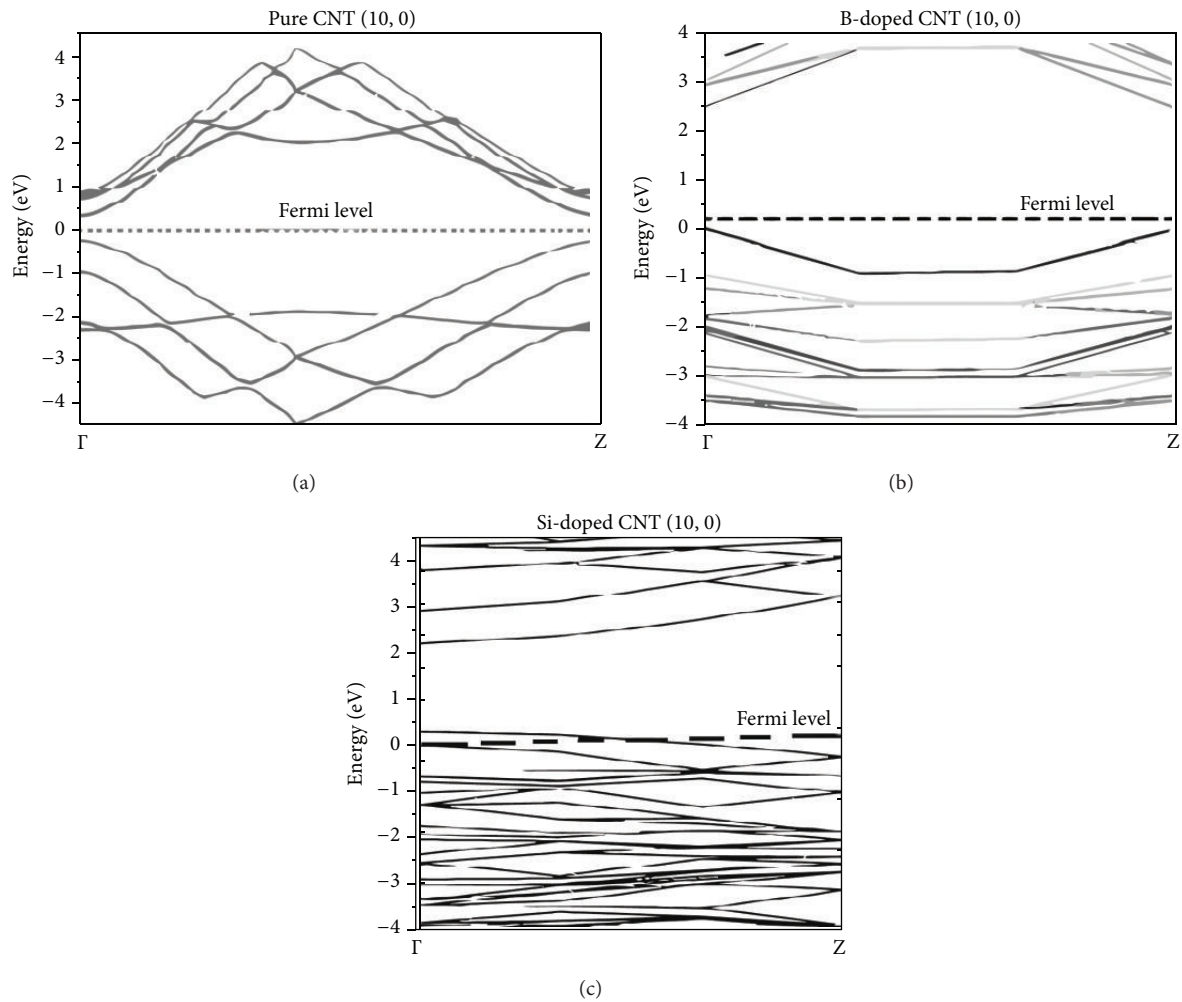 Pure CNT (10, 0)
4
3
2
1
0
−1
−2
−3
−4
Energy (eV)
Fermi level
Γ
Z
(a)
B-doped CNT (10, 0)
4
3
2
1
0
−1
−2
−3
−4
Energy (eV)
Fermi level
Γ
Z
(b)
Si-doped CNT (10, 0)
4
3
2
1
0
−1
−2
−3
−4
Energy (eV)
Fermi level
Γ
Z
(c)